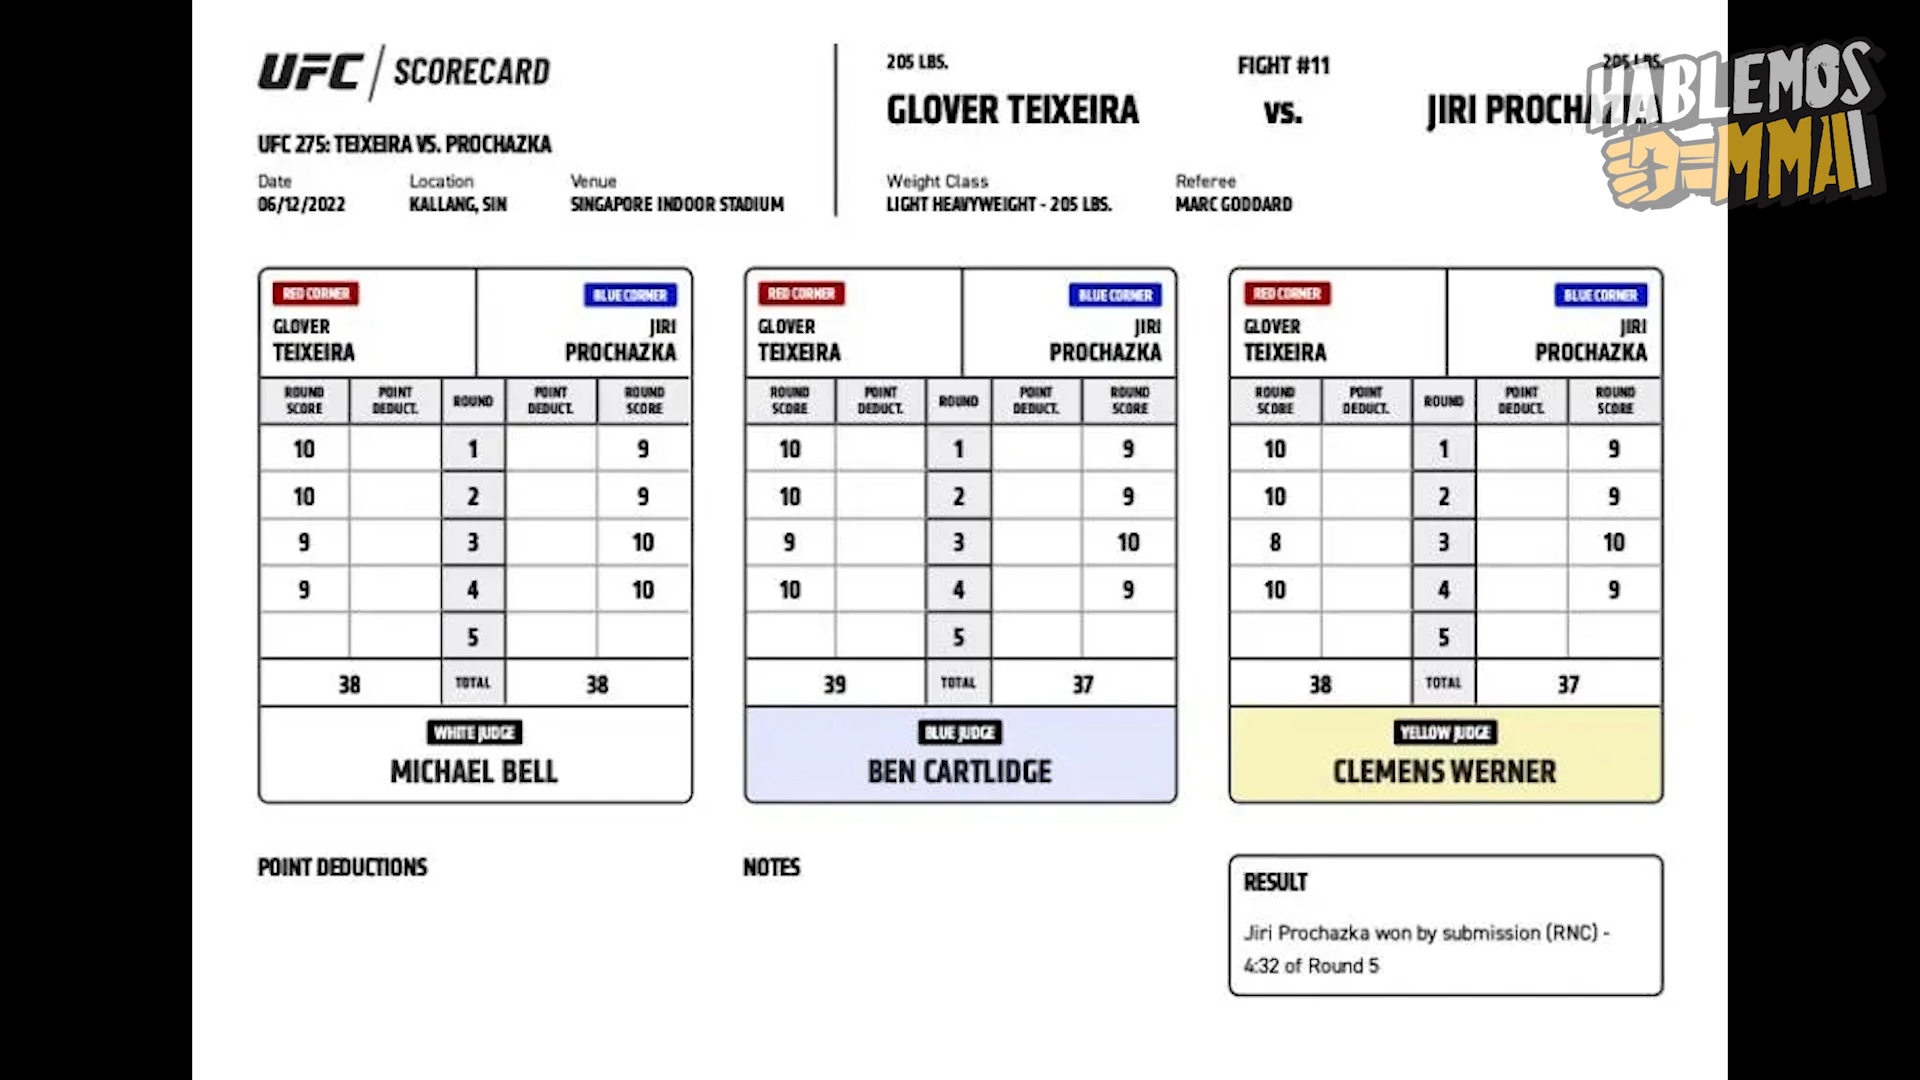 UFC / SCORECARD
UFC 275: TEIXEIRA VS. PROCHAZKA
Date Location Venue
06/12/2022 KALLANG, SIN SINGAPORE INDOOR STADIUM
205 LBS. FIGHT #11 205 LBS.
GLOVER TEIXEIRA VS. JIRI PROCHAZKA
Weight Class Referee
LIGHT HEAVYWEIGHT - 205 LBS. MARC GODDARD
HABLEMOS
MMA
RED CORNER BLUE CORNER
GLOVER JIRI
TEIXEIRA PROCHAZKA
ROUND SCORE POINT DEDUCT. ROUND POINT DEDUCT. ROUND SCORE
10 1 9
10 2 9
9 3 10
9 4 10
5
38 TOTAL 38
WHITE JUDGE
MICHAEL BELL
RED CORNER BLUE CORNER
GLOVER JIRI
TEIXEIRA PROCHAZKA
ROUND SCORE POINT DEDUCT. ROUND POINT DEDUCT. ROUND SCORE
10 1 9
10 2 9
9 3 10
10 4 9
5
39 TOTAL 37
BLUE JUDGE
BEN CARTLIDGE
RED CORNER BLUE CORNER
GLOVER JIRI
TEIXEIRA PROCHAZKA
ROUND SCORE POINT DEDUCT. ROUND POINT DEDUCT. ROUND SCORE
10 1 9
10 2 9
8 3 10
10 4 9
5
38 TOTAL 37
YELLOW JUDGE
CLEMENS WERNER
POINT DEDUCTIONS
NOTES
RESULT
Jiri Prochazka won by submission (RNC) -
4:32 of Round 5